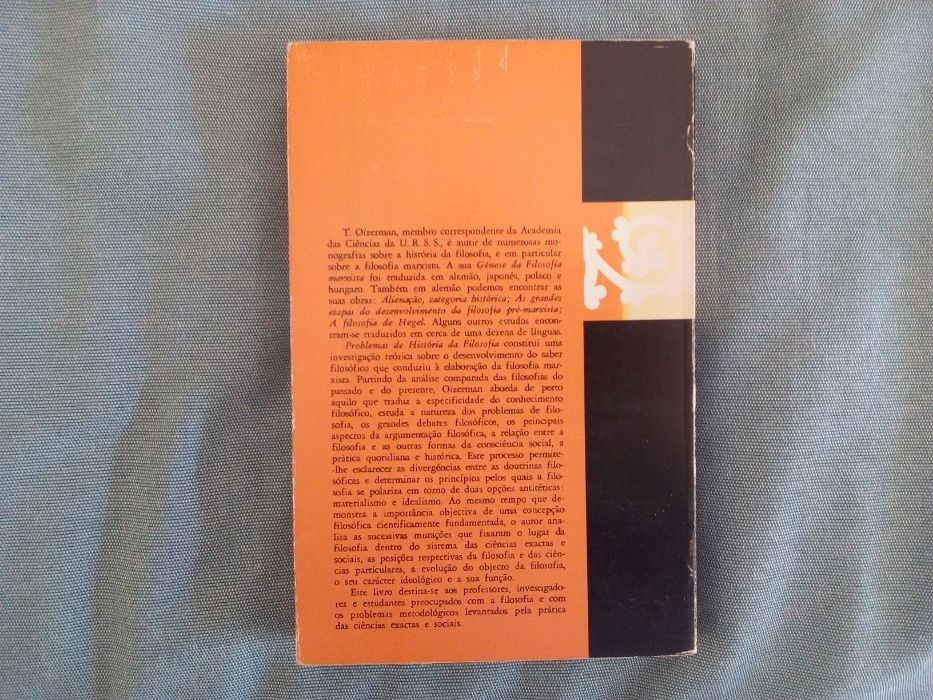 T. Oizerman, membro correspondente da Academia
das Ciências da U. R. S. S., é autor de numerosas mo-
nografias sobre a história da filosofia, e em particular
sobre a filosofia marxista. A sua Génese da Filosofia
marxista foi traduzida em alemão, japonês, polaco e
hungaro. Também em alemão podemos encontrar as
suas obras: Alienação, categoria histórica; As grandes
etapas do desenvolvimento da filosofia pré-marxista;
A filosofia de Hegel. Alguns outros estudos encon-
tram-se traduzidos em cerca de uma dezena de línguas.
Problemas de História da Filosofia constitui uma
investigação teórica sobre o desenvolvimento do saber
filosófico que conduziu à elaboração da filosofia mar-
xista. Partindo da análise comparada das filosofias do
passado e do presente, Oizerman aborda de perto
aquilo que traduz a especificidade do conhecimento
filosófico, estuda a natureza dos problemas de filo-
sofia, os grandes debates filosóficos, os principais
aspectos da argumentação filosófica, a relação entre a
filosofia e as outras formas da consciência social, a
prática quotidiana e histórica. Este processo permite-
-lhe esclarecer as divergências entre as doutrinas filo-
sóficas e determinar os princípios pelos quais a filo-
sofia se polariza em torno de duas opções antitéticas:
materialismo e idealismo. Ao mesmo tempo que de-
monstra a importância objectiva de uma concepção
filosófica cientificamente fundamentada, o autor ana-
lisa as sucessivas mutações que fixaram o lugar da
filosofia dentro do sistema das ciências exactas e
sociais, as posições respectivas da filosofia e das ciên-
cias particulares, a evolução do objecto da filosofia,
o seu carácter ideológico e a sua função.
Este livro destina-se aos professores, investigado-
res e estudantes preocupados com a filosofia e com
os problemas metodológicos levantados pela prática
das ciências exactas e sociais.